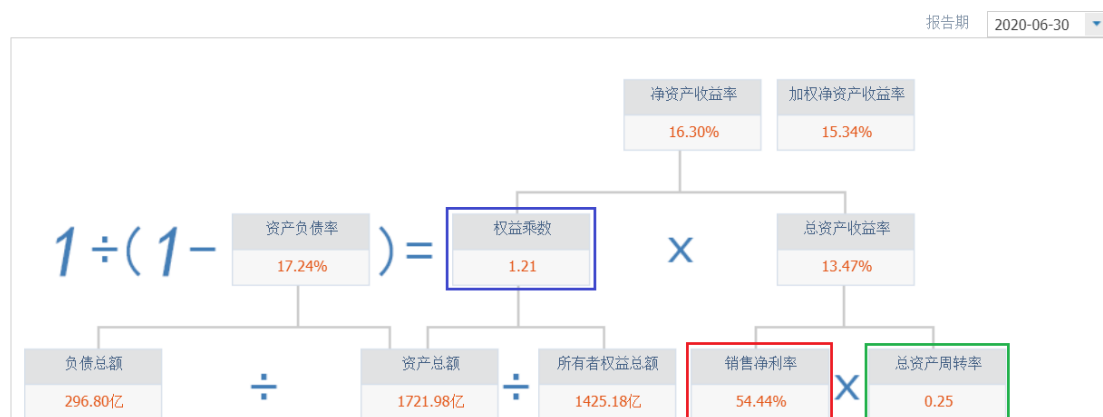 报告期 2020-06-30
净资产收益率 加权净资产收益率
16.30% 15.34%
资产负债率 权益乘数 总资产收益率
1÷(1- 17.24% )= 1.21 x 13.47%
负债总额 资产总额 所有者权益总额 销售净利率 总资产周转率
296.80亿 ÷ 1721.98亿 ÷ 1425.18亿 54.44% x 0.25